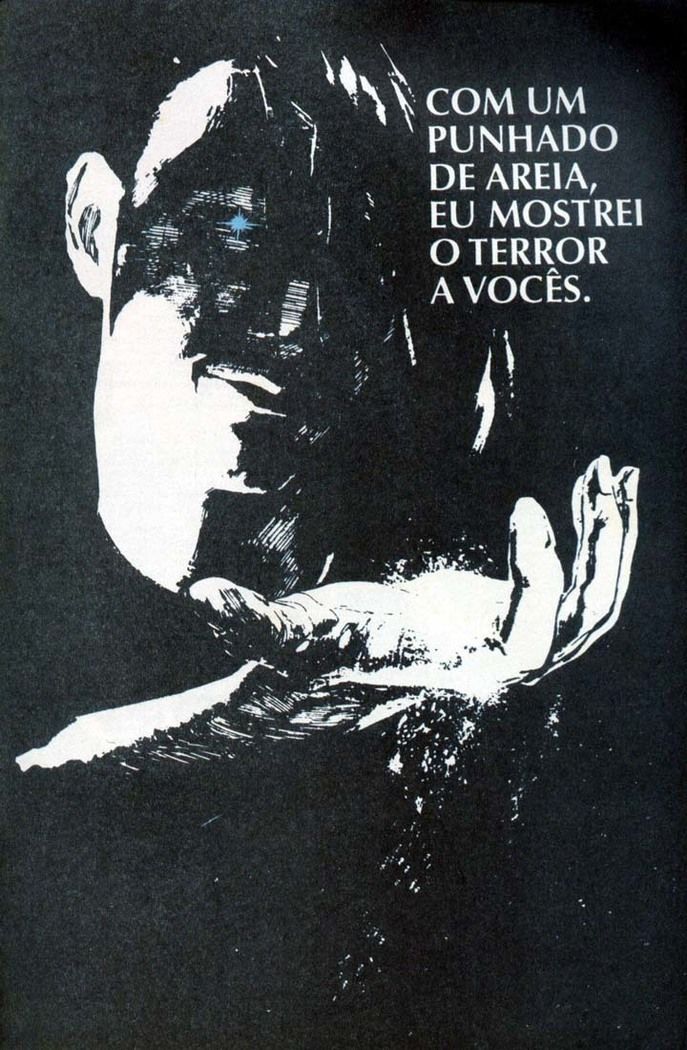 COM UM
PUNHADO
DE AREIA,
EU MOSTREI
O TERROR
A VOCÊS.